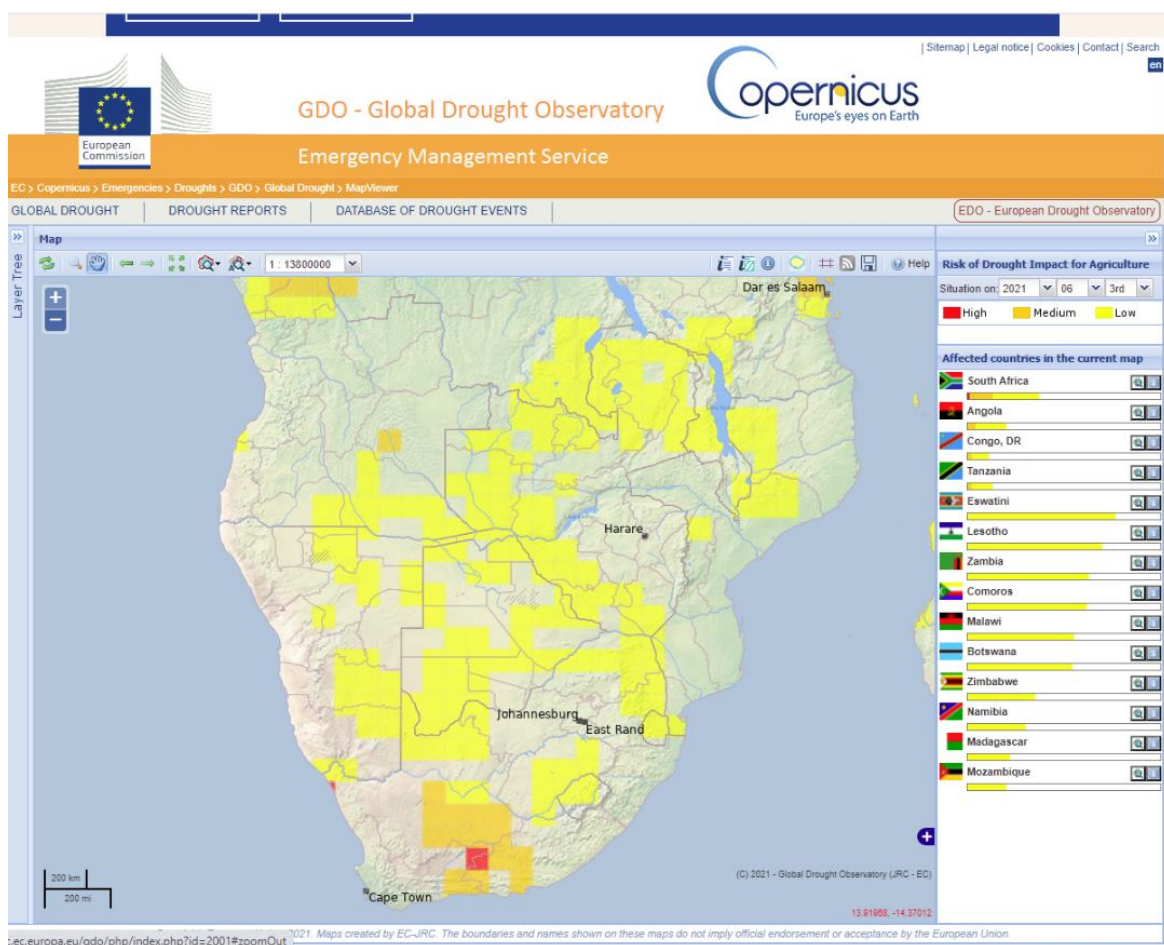 | Sitemap | Legal notice | Cookies | Contact | Search
en
GDO - Global Drought Observatory
Copernicus
Europe's eyes on Earth
European
Commission
Emergency Management Service
EC > Copernicus > Emergencies > Droughts > GDO > Global Drought > MapViewer
GLOBAL DROUGHT | DROUGHT REPORTS | DATABASE OF DROUGHT EVENTS |
EDO - European Drought Observatory
Layer Tree
Map
1 : 13800000
Help
Risk of Drought Impact for Agriculture
Situation on: 2021 06 3rd
High Medium Low
Affected countries in the current map
South Africa
Angola
Congo, DR
Tanzania
Eswatini
Lesotho
Zambia
Comoros
Malawi
Botswana
Zimbabwe
Namibia
Madagascar
Mozambique
Dar es Salaam
Harare
Johannesburg
East Rand
Cape Town
200 km
200 mi
(C) 2021 - Global Drought Observatory (JRC - EC)
13.91968, -14.37012
2021. Maps created by EC-JRC. The boundaries and names shown on these maps do not imply official endorsement or acceptance by the European Union.
.ec.europa.eu/gdo/php/index.php?id=2001#zoomOut